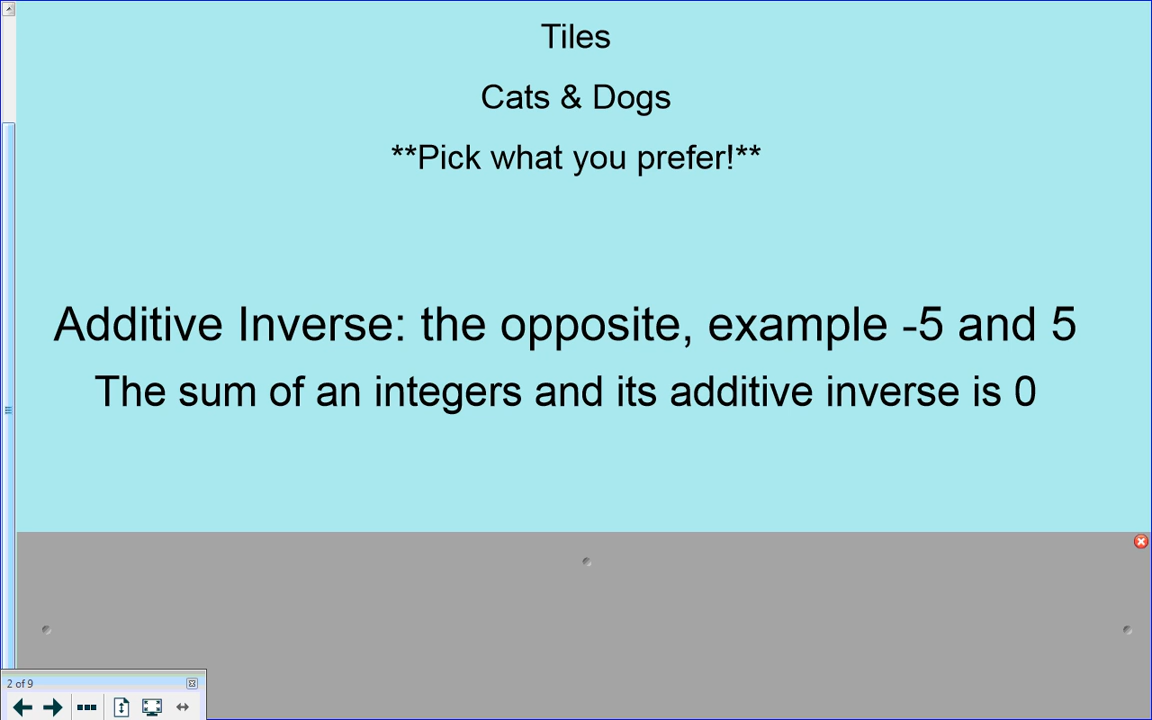 Tiles
Cats & Dogs
**Pick what you prefer!**
Additive Inverse: the opposite, example -5 and 5
The sum of an integers and its additive inverse is 0
2 of 9